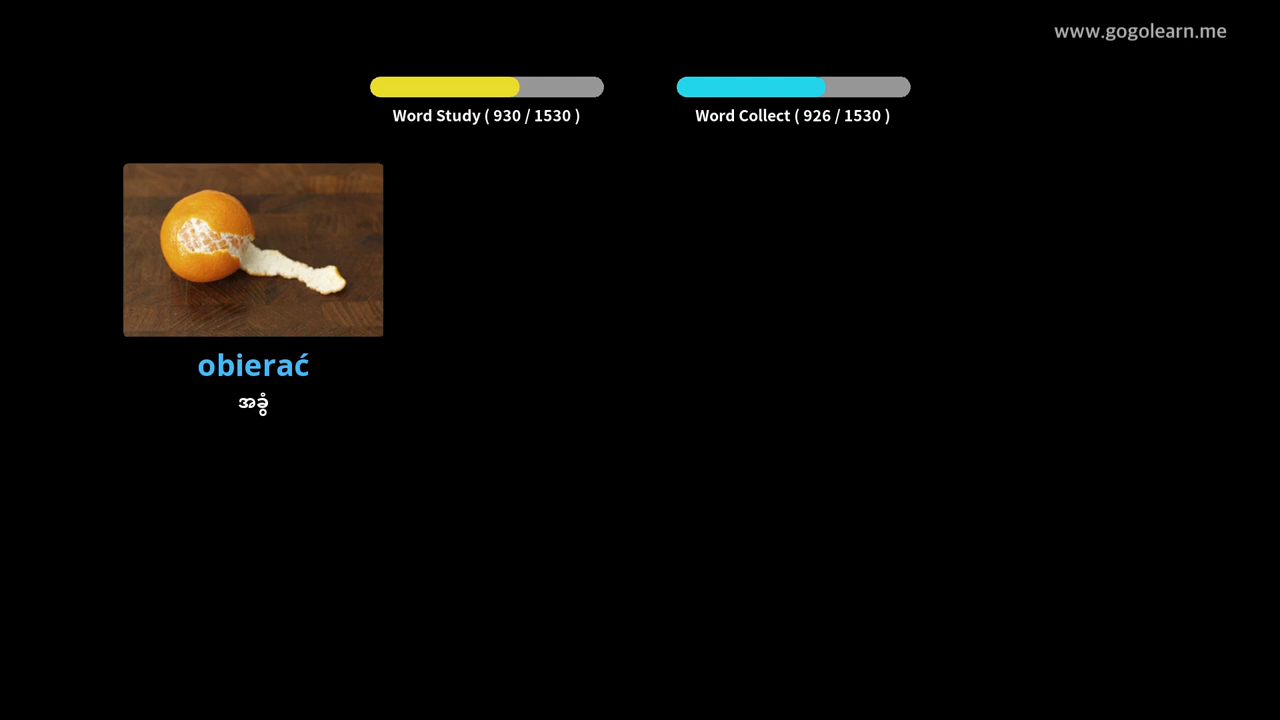 www.gogolearn.me
Word Study ( 930 / 1530 )
Word Collect ( 926 / 1530 )
obierać
အခွံ